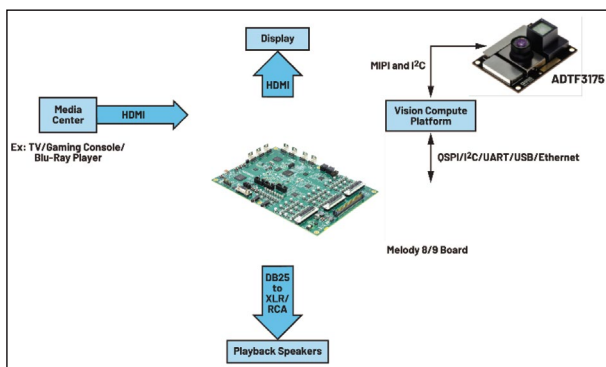 Display
HDMI
MIPI and I²C
ADTF3175
Media
Center
HDMI
Vision Compute
Platform
Ex: TV/Gaming Console/
Blu-Ray Player
QSPI/I²C/UART/USB/Ethernet
Melody 8/9 Board
DB25
to
XLR/
RCA
Playback Speakers